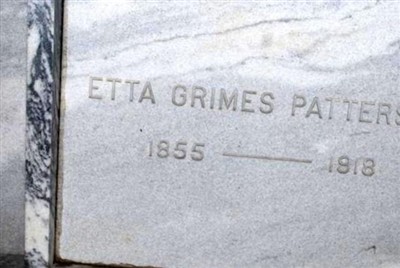 ETTA GRIMES PATTERS
1855 — 1918